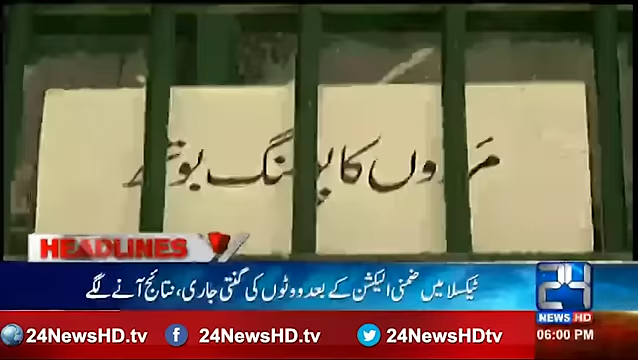 مردوں کا پولنگ بوتھ
HEADLINES
ٹیکسلا میں ضمنی الیکشن کے بعد ووٹوں کی گنتی جاری، نتائج آنے لگے
24
NEWS HD
24NewsHD.tv
24NewsHD.tv
24NewsHDtv
06:00 PM